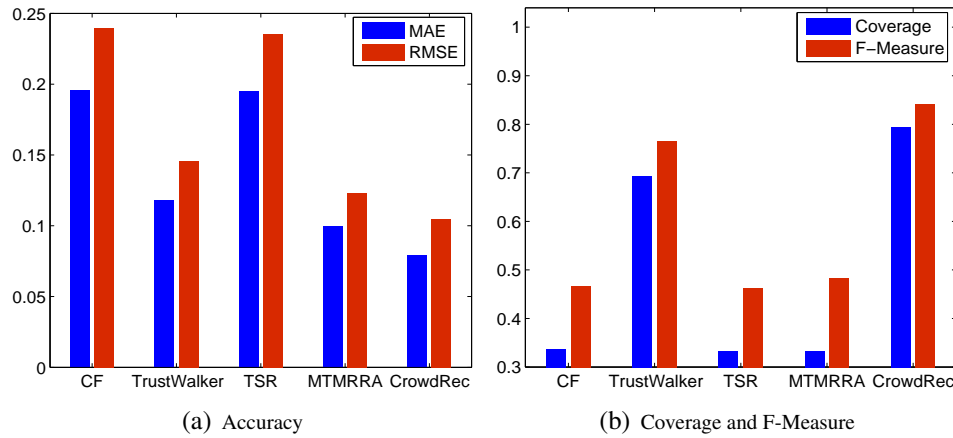 0.25
0.2
0.15
0.1
0.05
0
MAE
RMSE
CF TrustWalker TSR MTMRRA CrowdRec
(a) Accuracy
1
0.9
0.8
0.7
0.6
0.5
0.4
0.3
Coverage
F-Measure
CF TrustWalker TSR MTMRRA CrowdRec
(b) Coverage and F-Measure